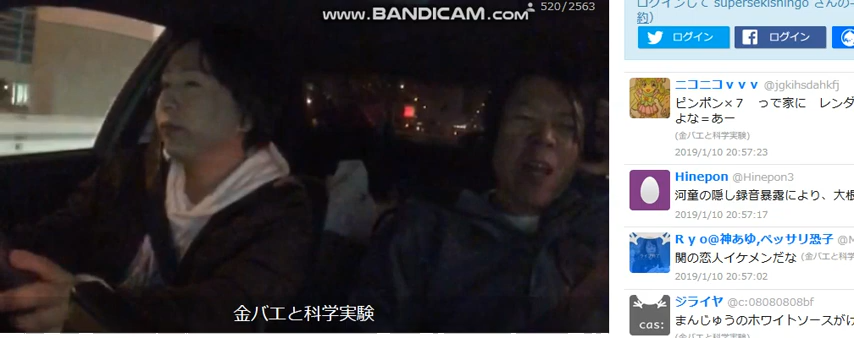 www.BANDICAM.com
520/2563
金バエと科学実験
ログインして supersekishingo さんの
約）
ログイン
ログイン
ニコニコｖｖｖ @jgkihsdahkfj
ピンポン×７　って家に　レンタ
よな＝あー
(金バエと科学実験)
2019/1/10 20:57:23
Hinepon @Hinepon3
河童の隠し録音暴露により、大根
2019/1/10 20:57:17
Ｒｙｏ@神あゆ,ベッサリ恐子 @M
関の恋人イケメンだな (金バエと科学
2019/1/10 20:57:02
ジライヤ @c:08080808bf
cas:
まんじゅうのホワイトソースがけ
(金バエと科学実験)